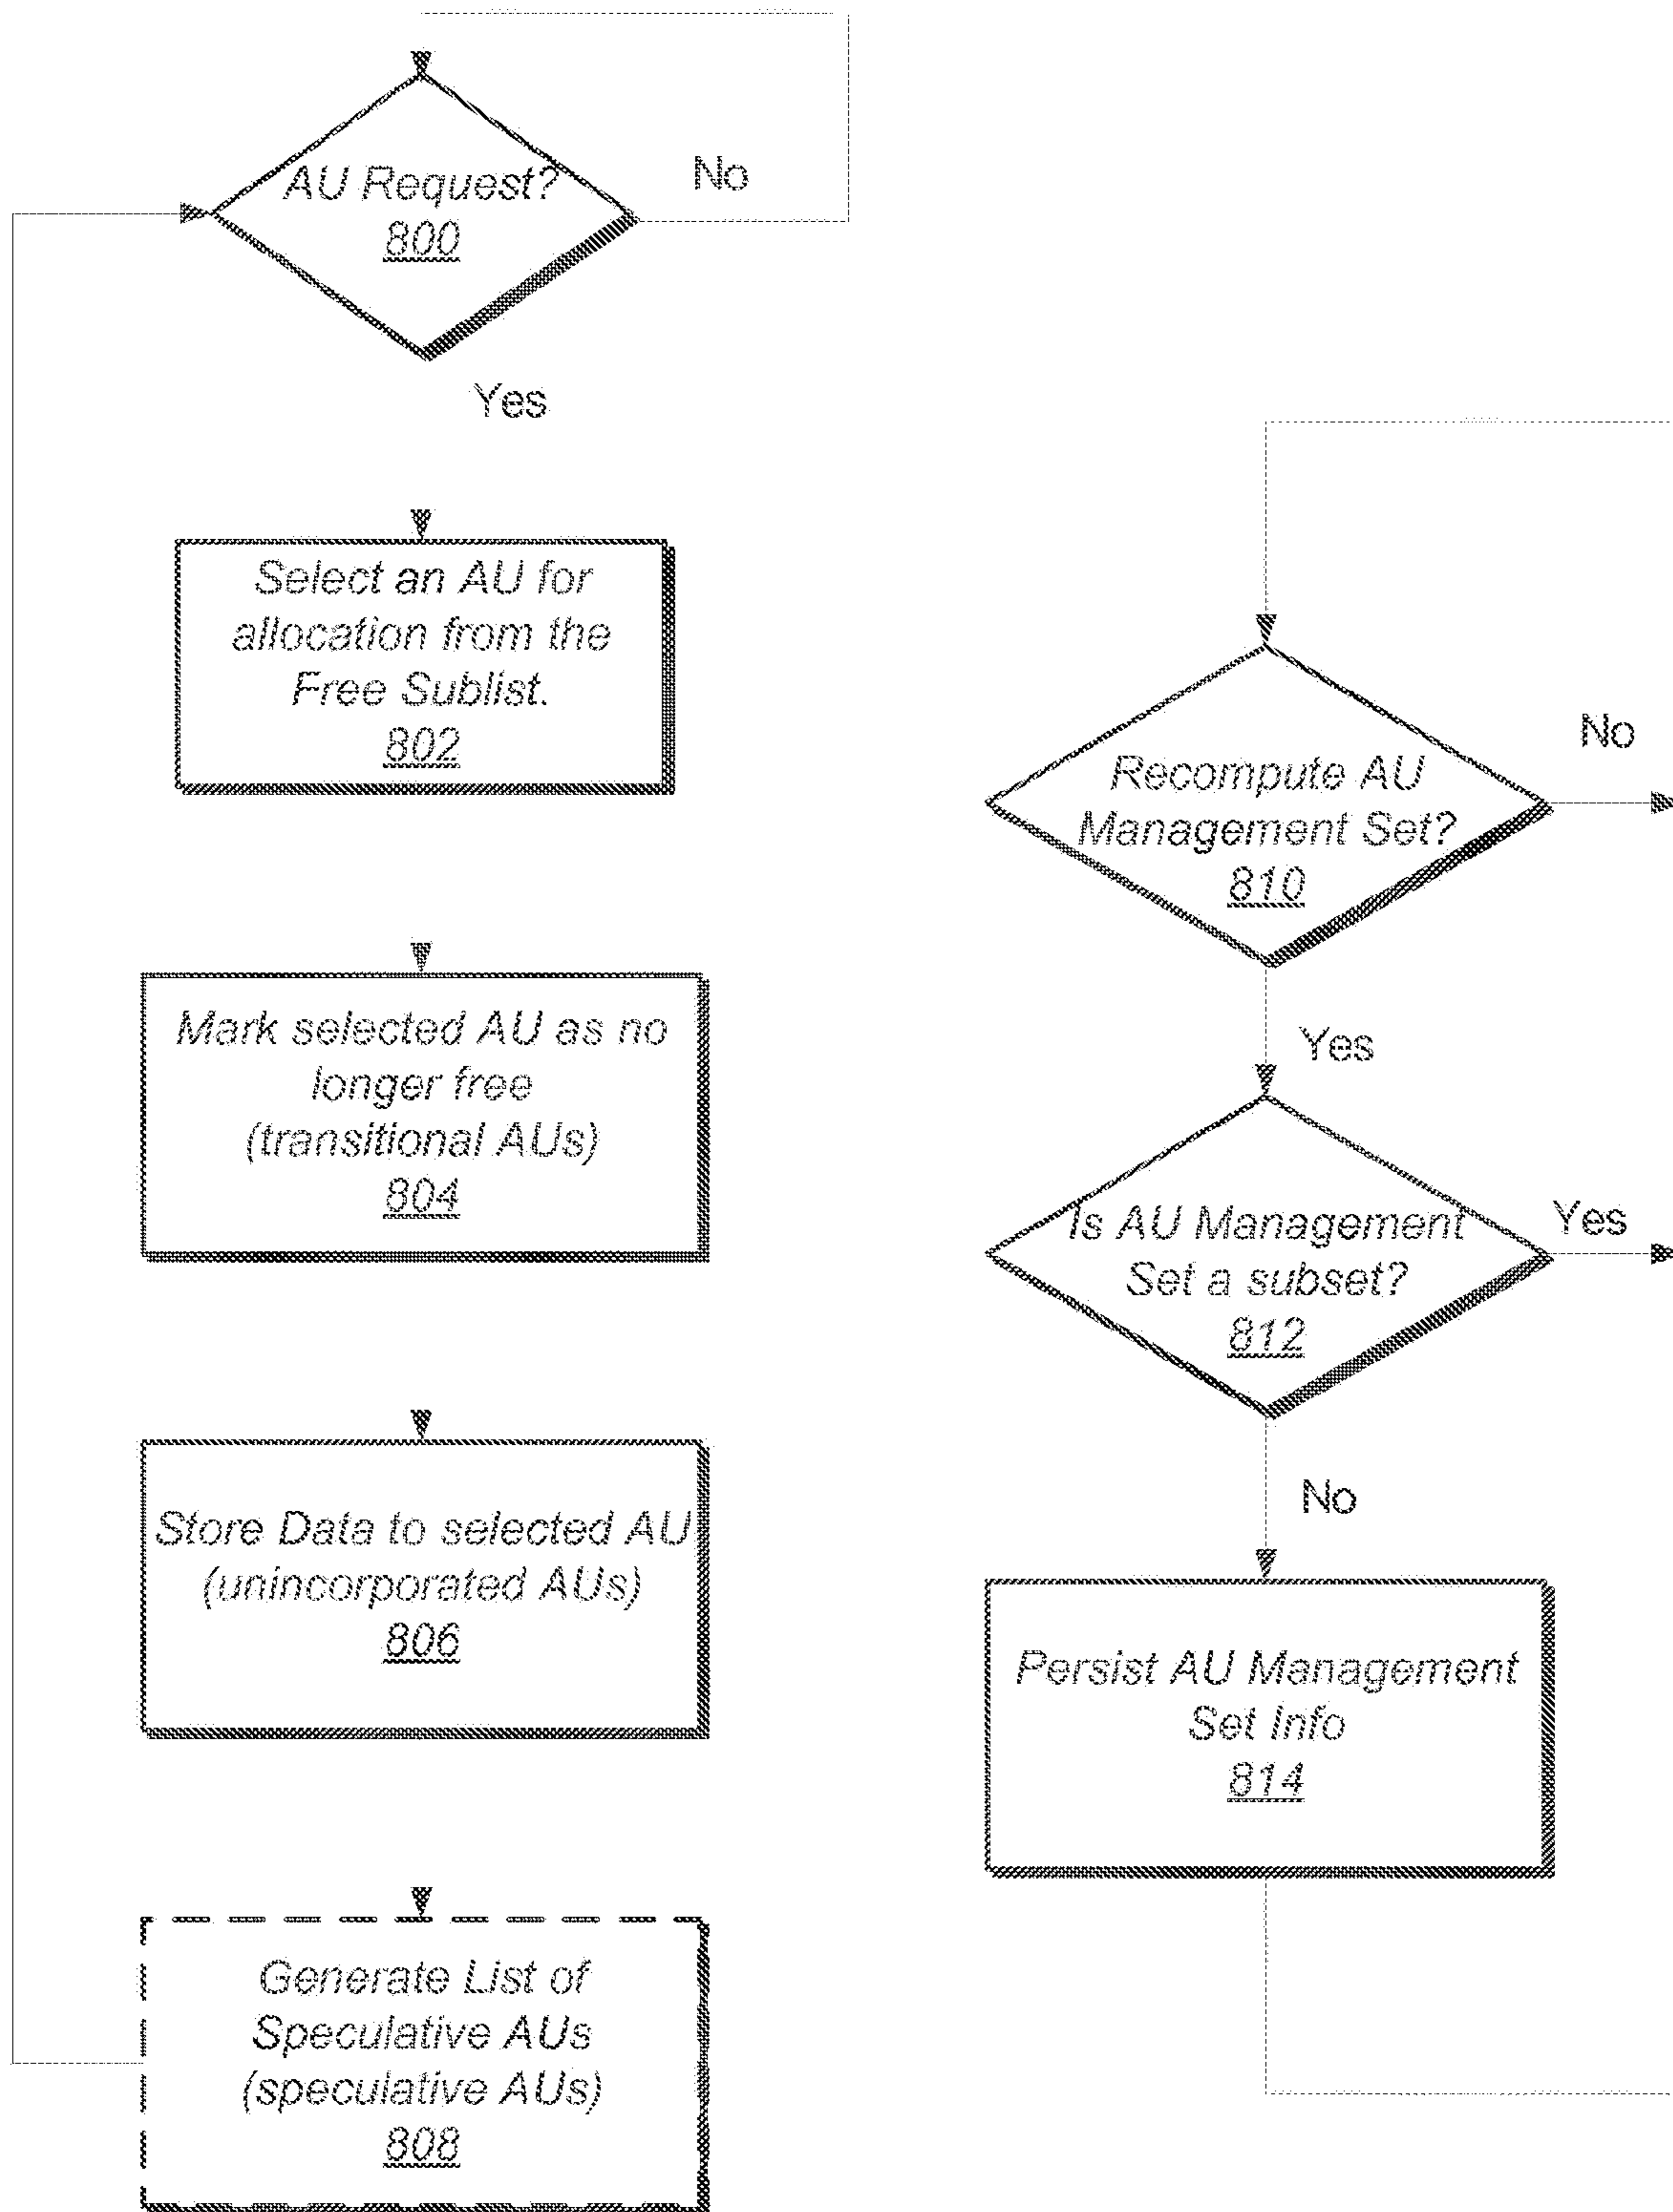 AU Request?
800
No
Yes
Select an AU for
allocation from the
Free Sublist.
802
Mark selected AU as no
longer free
(transitional AUs)
804
Store Data to selected AU
(unincorporated AUs)
806
Generate List of
Speculative AUs
(speculative AUs)
808
Recompute AU
Management Set?
810
No
Yes
Is AU Management
Set a subset?
812
Yes
No
Persist AU Management
Set Info
814